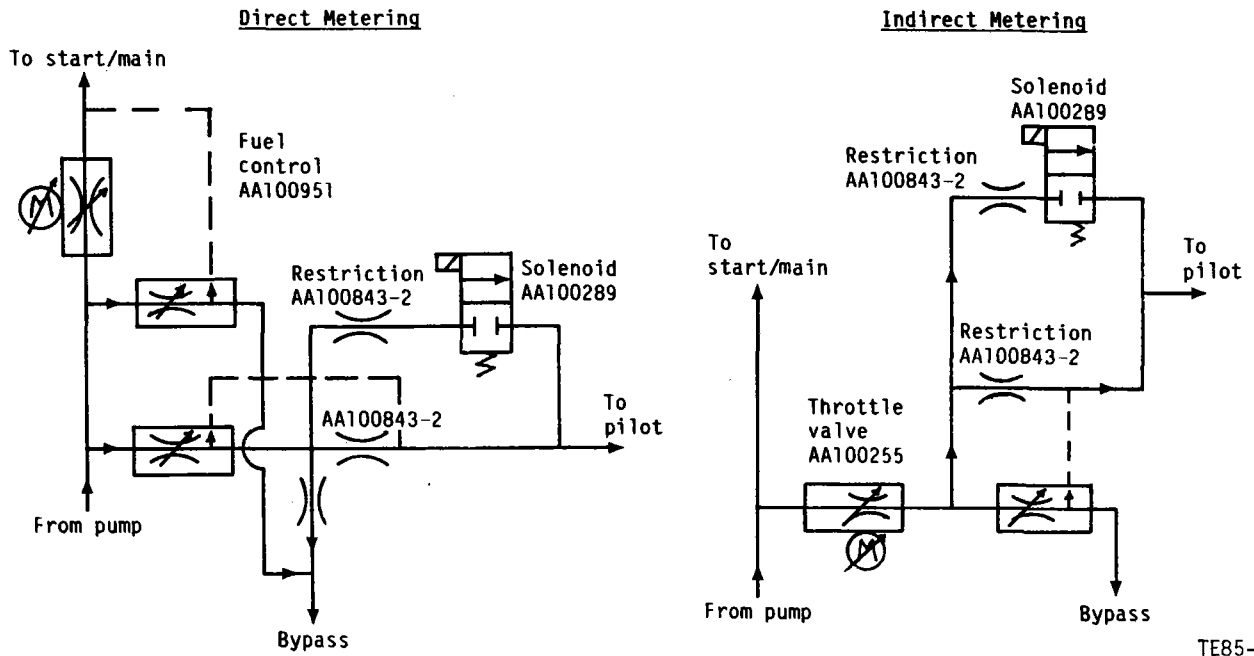 Direct Metering
To start/main
Fuel
control
AA100951
M
Restriction
AA100843-2
Solenoid
AA100289
AA100843-2
To
pilot
From pump
Bypass
Indirect Metering
Solenoid
AA100289
Restriction
AA100843-2
To
start/main
To
pilot
Restriction
AA100843-2
Throttle
valve
AA100255
M
From pump
Bypass
TE85-